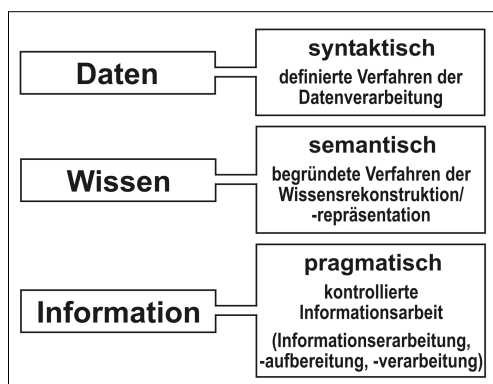 Daten
syntaktisch
definierte Verfahren der
Datenverarbeitung
Wissen
semantisch
begründete Verfahren der
Wissensrekonstruktion/
-repräsentation
Information
pragmatisch
kontrollierte
Informationsarbeit
(Informationserarbeitung,
-aufbereitung, -verarbeitung)